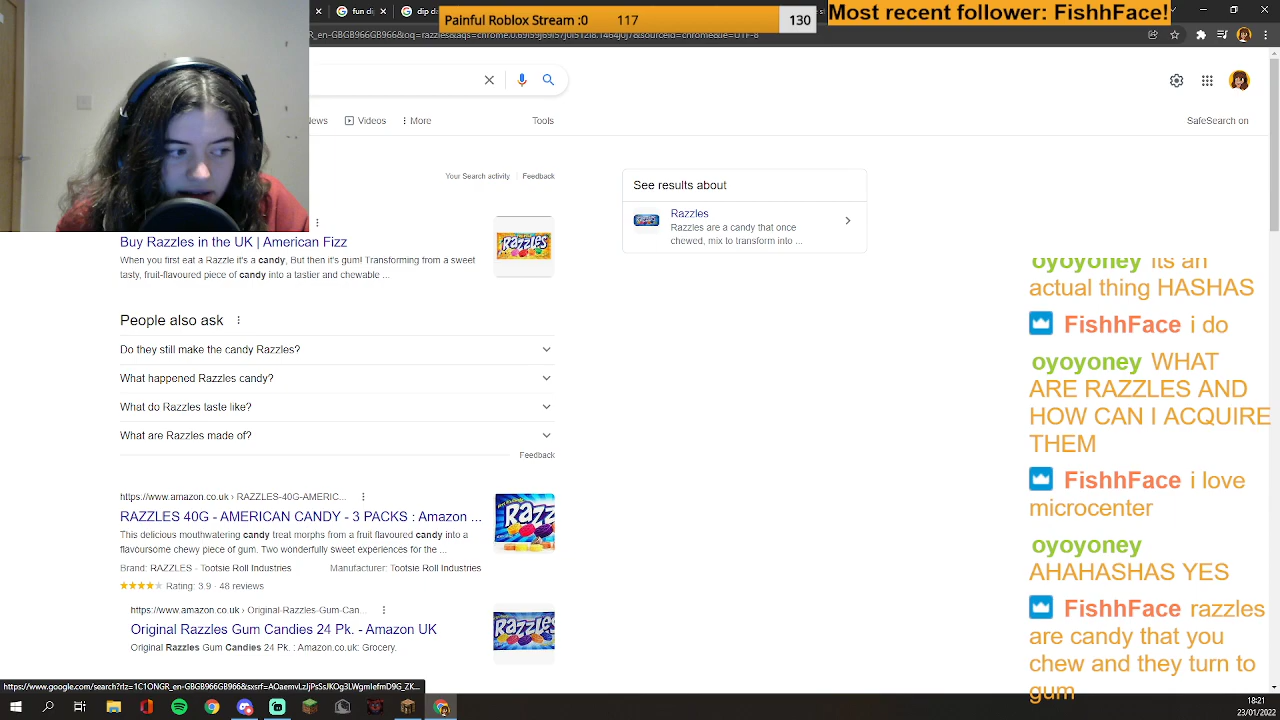 Painful Roblox Stream :0 117 130
Most recent follower: FishhFace!
News Videos More Tools
SafeSearch on
Your Search activity Feedback
See results about
Razzles
Razzles are a candy that once
chewed, mix to transform into ...
Buy Razzles in the UK | American Fizz
When you first eat a Razzle it's a candy, But then it's gum! Transforming from a sweet
tasty, fruit-flavoured piece of candy into a tastier and chewable ...
RAZZLES
People also ask
Do they still make the candy Razzles?
What happened Razzles candy?
What do Razzles taste like?
What are Razzles made of?
Feedback
https://www.amazon.co.uk › RAZZLES-40G-AMERIC...
RAZZLES 40G - AMERICAN CANDY - 3 PACKS : Amazon ...
This delicious mouthwatering candy treat morphs from a fruit flavoured candy into a
flavoursome chewy piece of gum. Two wonderfully sweet experiences for the ...
Brand: RAZZLES - Tootsie Roll Industries Manufacturer: Tootsie Roll Industries
Rating: 3.9 · 48 reviews
https://www.amazon.co.uk › Original-Razzles-Gum-Can...
Original Razzles Gum Candies 24 Pk. - Amazon UK
Original Razzles Gum Candies 24 Pk. : Amazon.co.uk: Grocery.
RAZZLES
oyoyoney its an
actual thing HASHAS
FishhFace i do
oyoyoney WHAT
ARE RAZZLES AND
HOW CAN I ACQUIRE
THEM
FishhFace i love
microcenter
oyoyoney
AHAHASHAS YES
FishhFace razzles
are candy that you
chew and they turn to
gum
18:21
23/01/2022